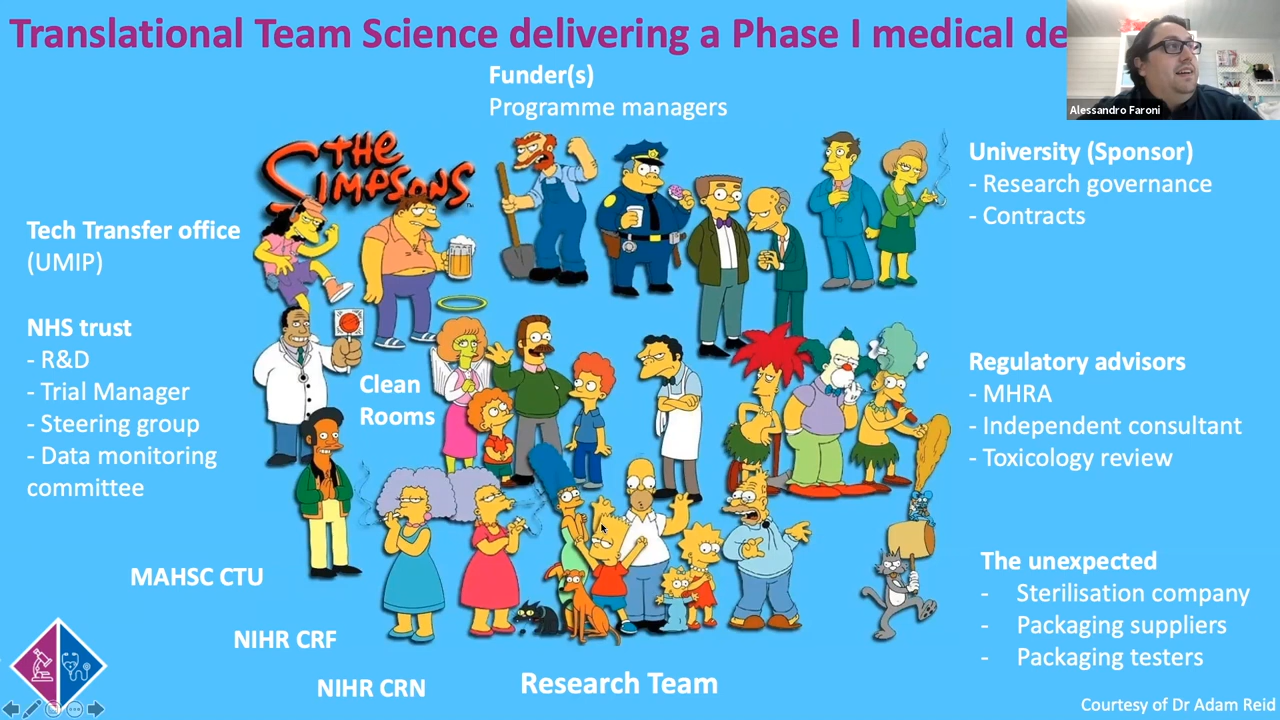 Translational Team Science delivering a Phase I medical de
Alessandro Faroni
Funder(s)
Programme managers
THE
SIMPSONS
TM
University (Sponsor)
- Research governance
- Contracts
Tech Transfer office
(UMIP)
NHS trust
- R&D
- Trial Manager
- Steering group
- Data monitoring
committee
Clean
Rooms
Regulatory advisors
- MHRA
- Independent consultant
- Toxicology review
MAHSC CTU
NIHR CRF
NIHR CRN
Research Team
The unexpected
- Sterilisation company
- Packaging suppliers
- Packaging testers
Courtesy of Dr Adam Reid